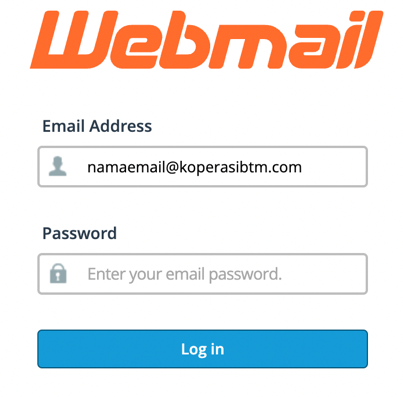 Webmail
Email Address
namaemail@koperasibtm.com
Password
Enter your email password.
Log in